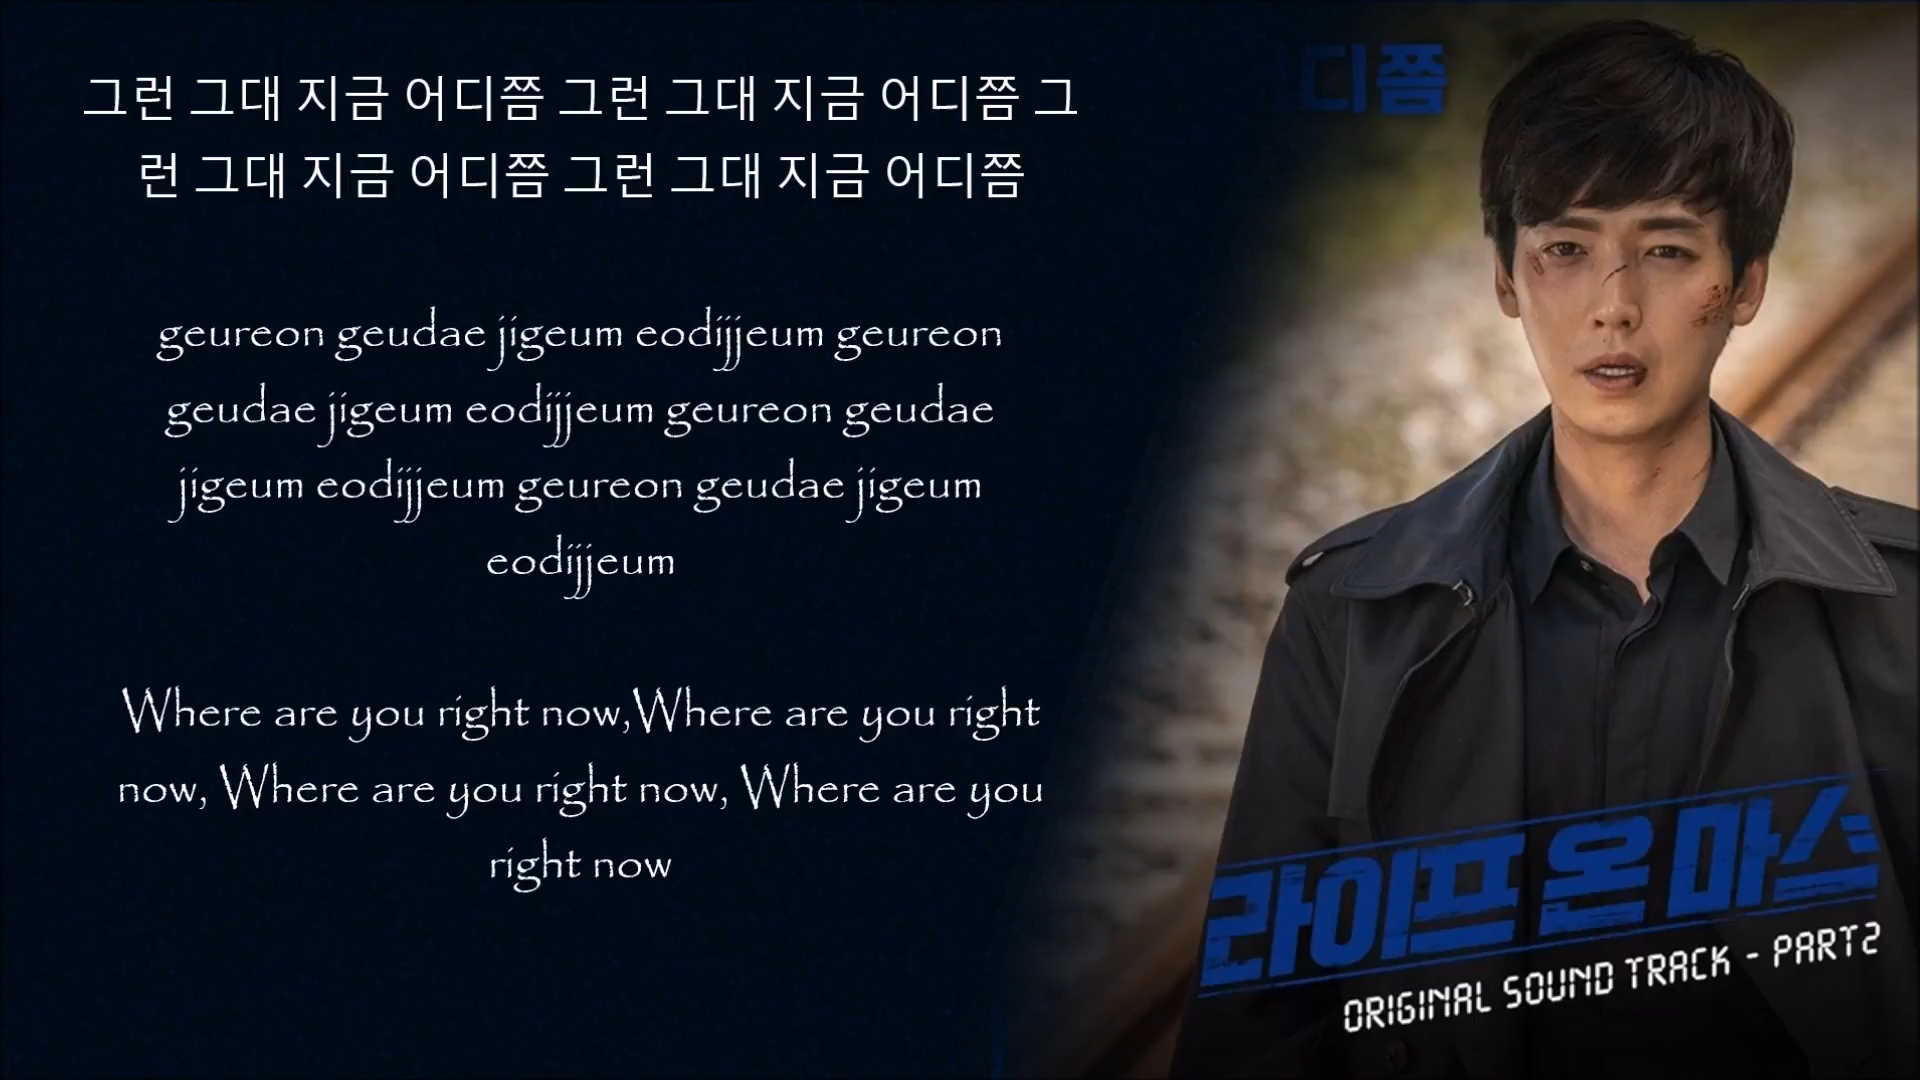 그런 그대 지금 어디쯤 그런 그대 지금 어디쯤 그
런 그대 지금 어디쯤 그런 그대 지금 어디쯤
geureon geudae jigeum eodijjeum geureon
geudae jigeum eodijjeum geureon geudae
jigeum eodijjeum geureon geudae jigeum
eodijjeum
Where are you right now,Where are you right
now, Where are you right now, Where are you
right now
디쯤
라이프 온 마스
ORIGINAL SOUND TRACK - PART2